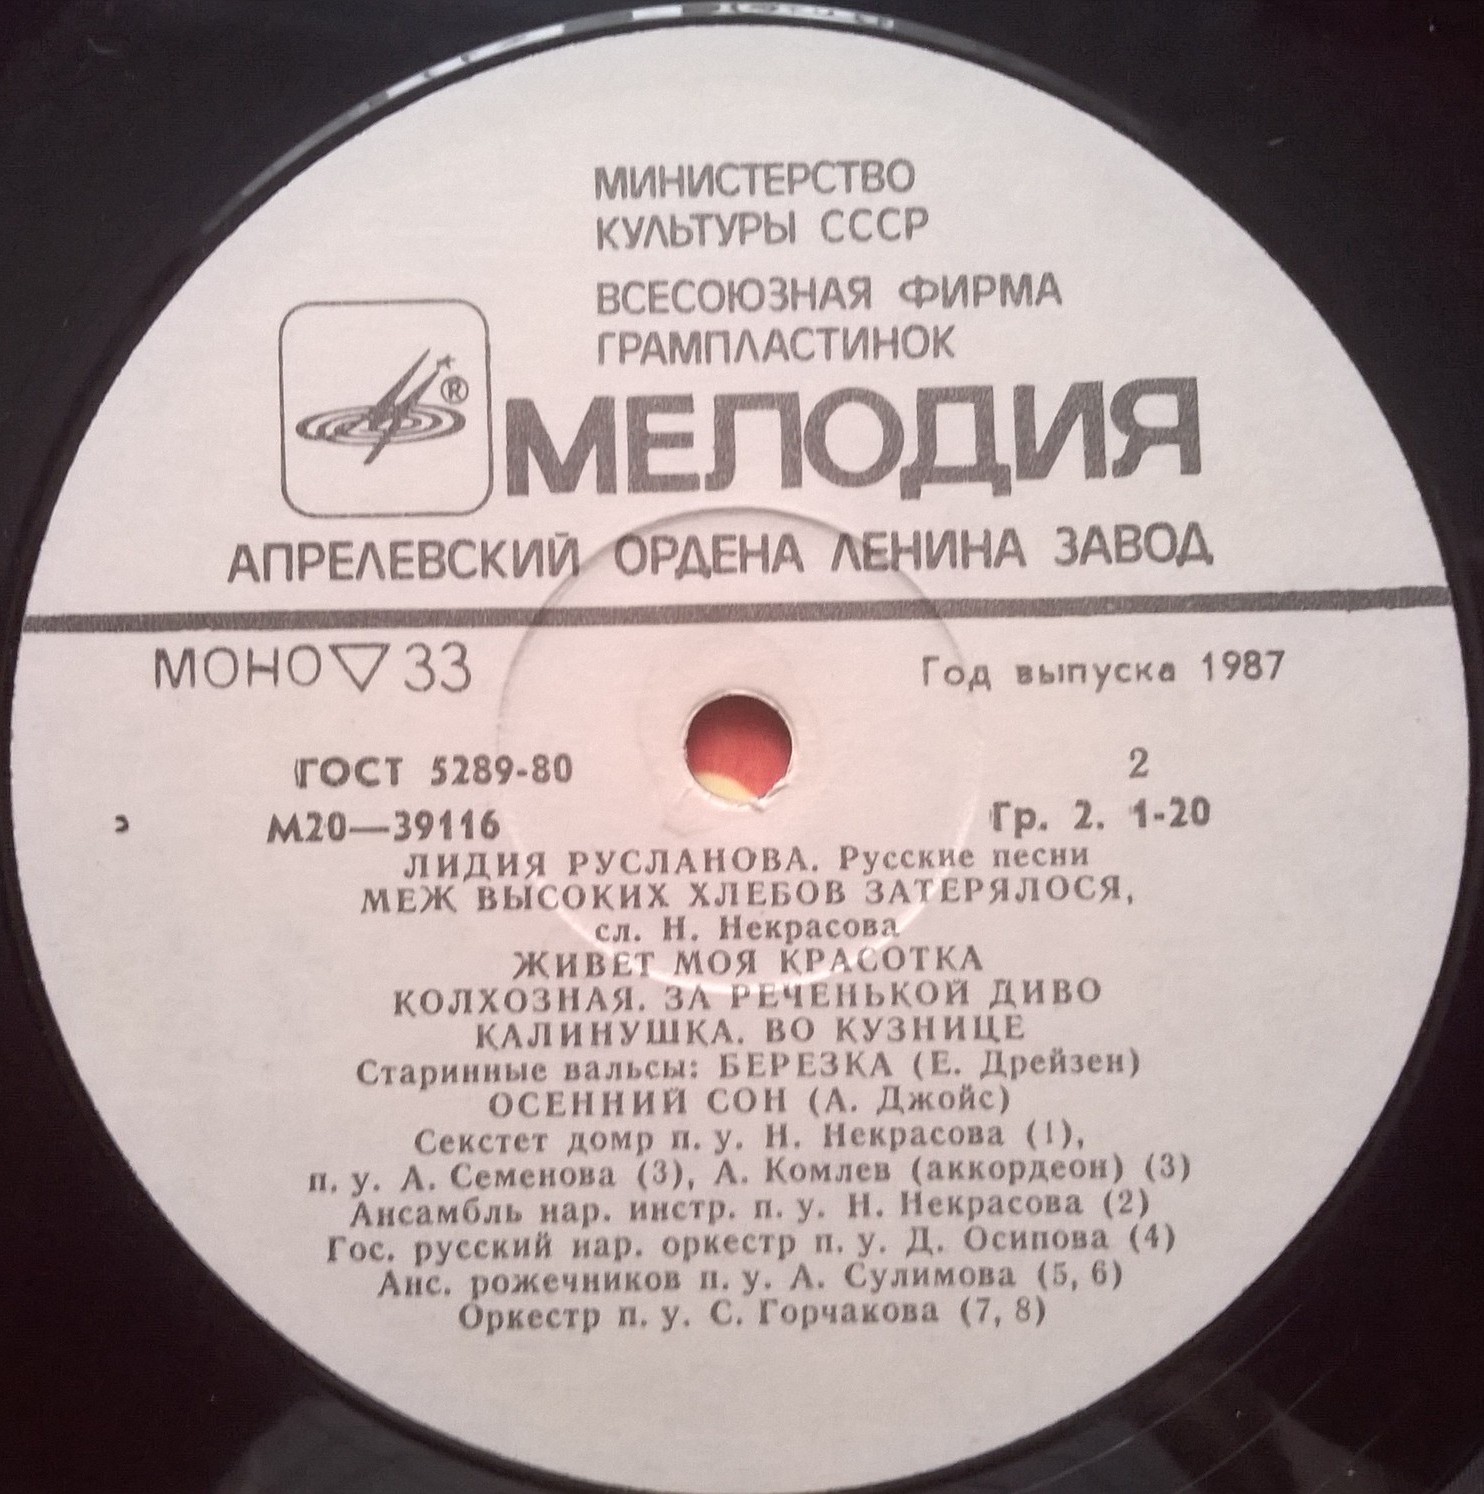 МИНИСТЕРСТВО
КУЛЬТУРЫ СССР
ВСЕСОЮЗНАЯ ФИРМА
ГРАМПЛАСТИНОК
®
МЕЛОДИЯ
АПРЕЛЕВСКИЙ ОРДЕНА ЛЕНИНА ЗАВОД
МОНО ▽ 33
Год выпуска 1987
ГОСТ 5289-80
2
М20—39116
Гр. 2. 1-20
э
ЛИДИЯ РУСЛАНОВА. Русские песни
МЕЖ ВЫСОКИХ ХЛЕБОВ ЗАТЕРЯЛОСЯ,
сл. Н. Некрасова
ЖИВЕТ МОЯ КРАСОТКА
КОЛХОЗНАЯ. ЗА РЕЧЕНЬКОЙ ДИВО
КАЛИНУШКА. ВО КУЗНИЦЕ
Старинные вальсы: БЕРЕЗКА (Е. Дрейзен)
ОСЕННИЙ СОН (А. Джойс)
Секстет домр п. у. Н. Некрасова (1),
п. у. А. Семенова (3), А. Комлев (аккордеон) (3)
Ансамбль нар. инстр. п. у. Н. Некрасова (2)
Гос. русский нар. оркестр п. у. Д. Осипова (4)
Анс. рожечников п. у. А. Сулимова (5, 6)
Оркестр п. у. С. Горчакова (7, 8)